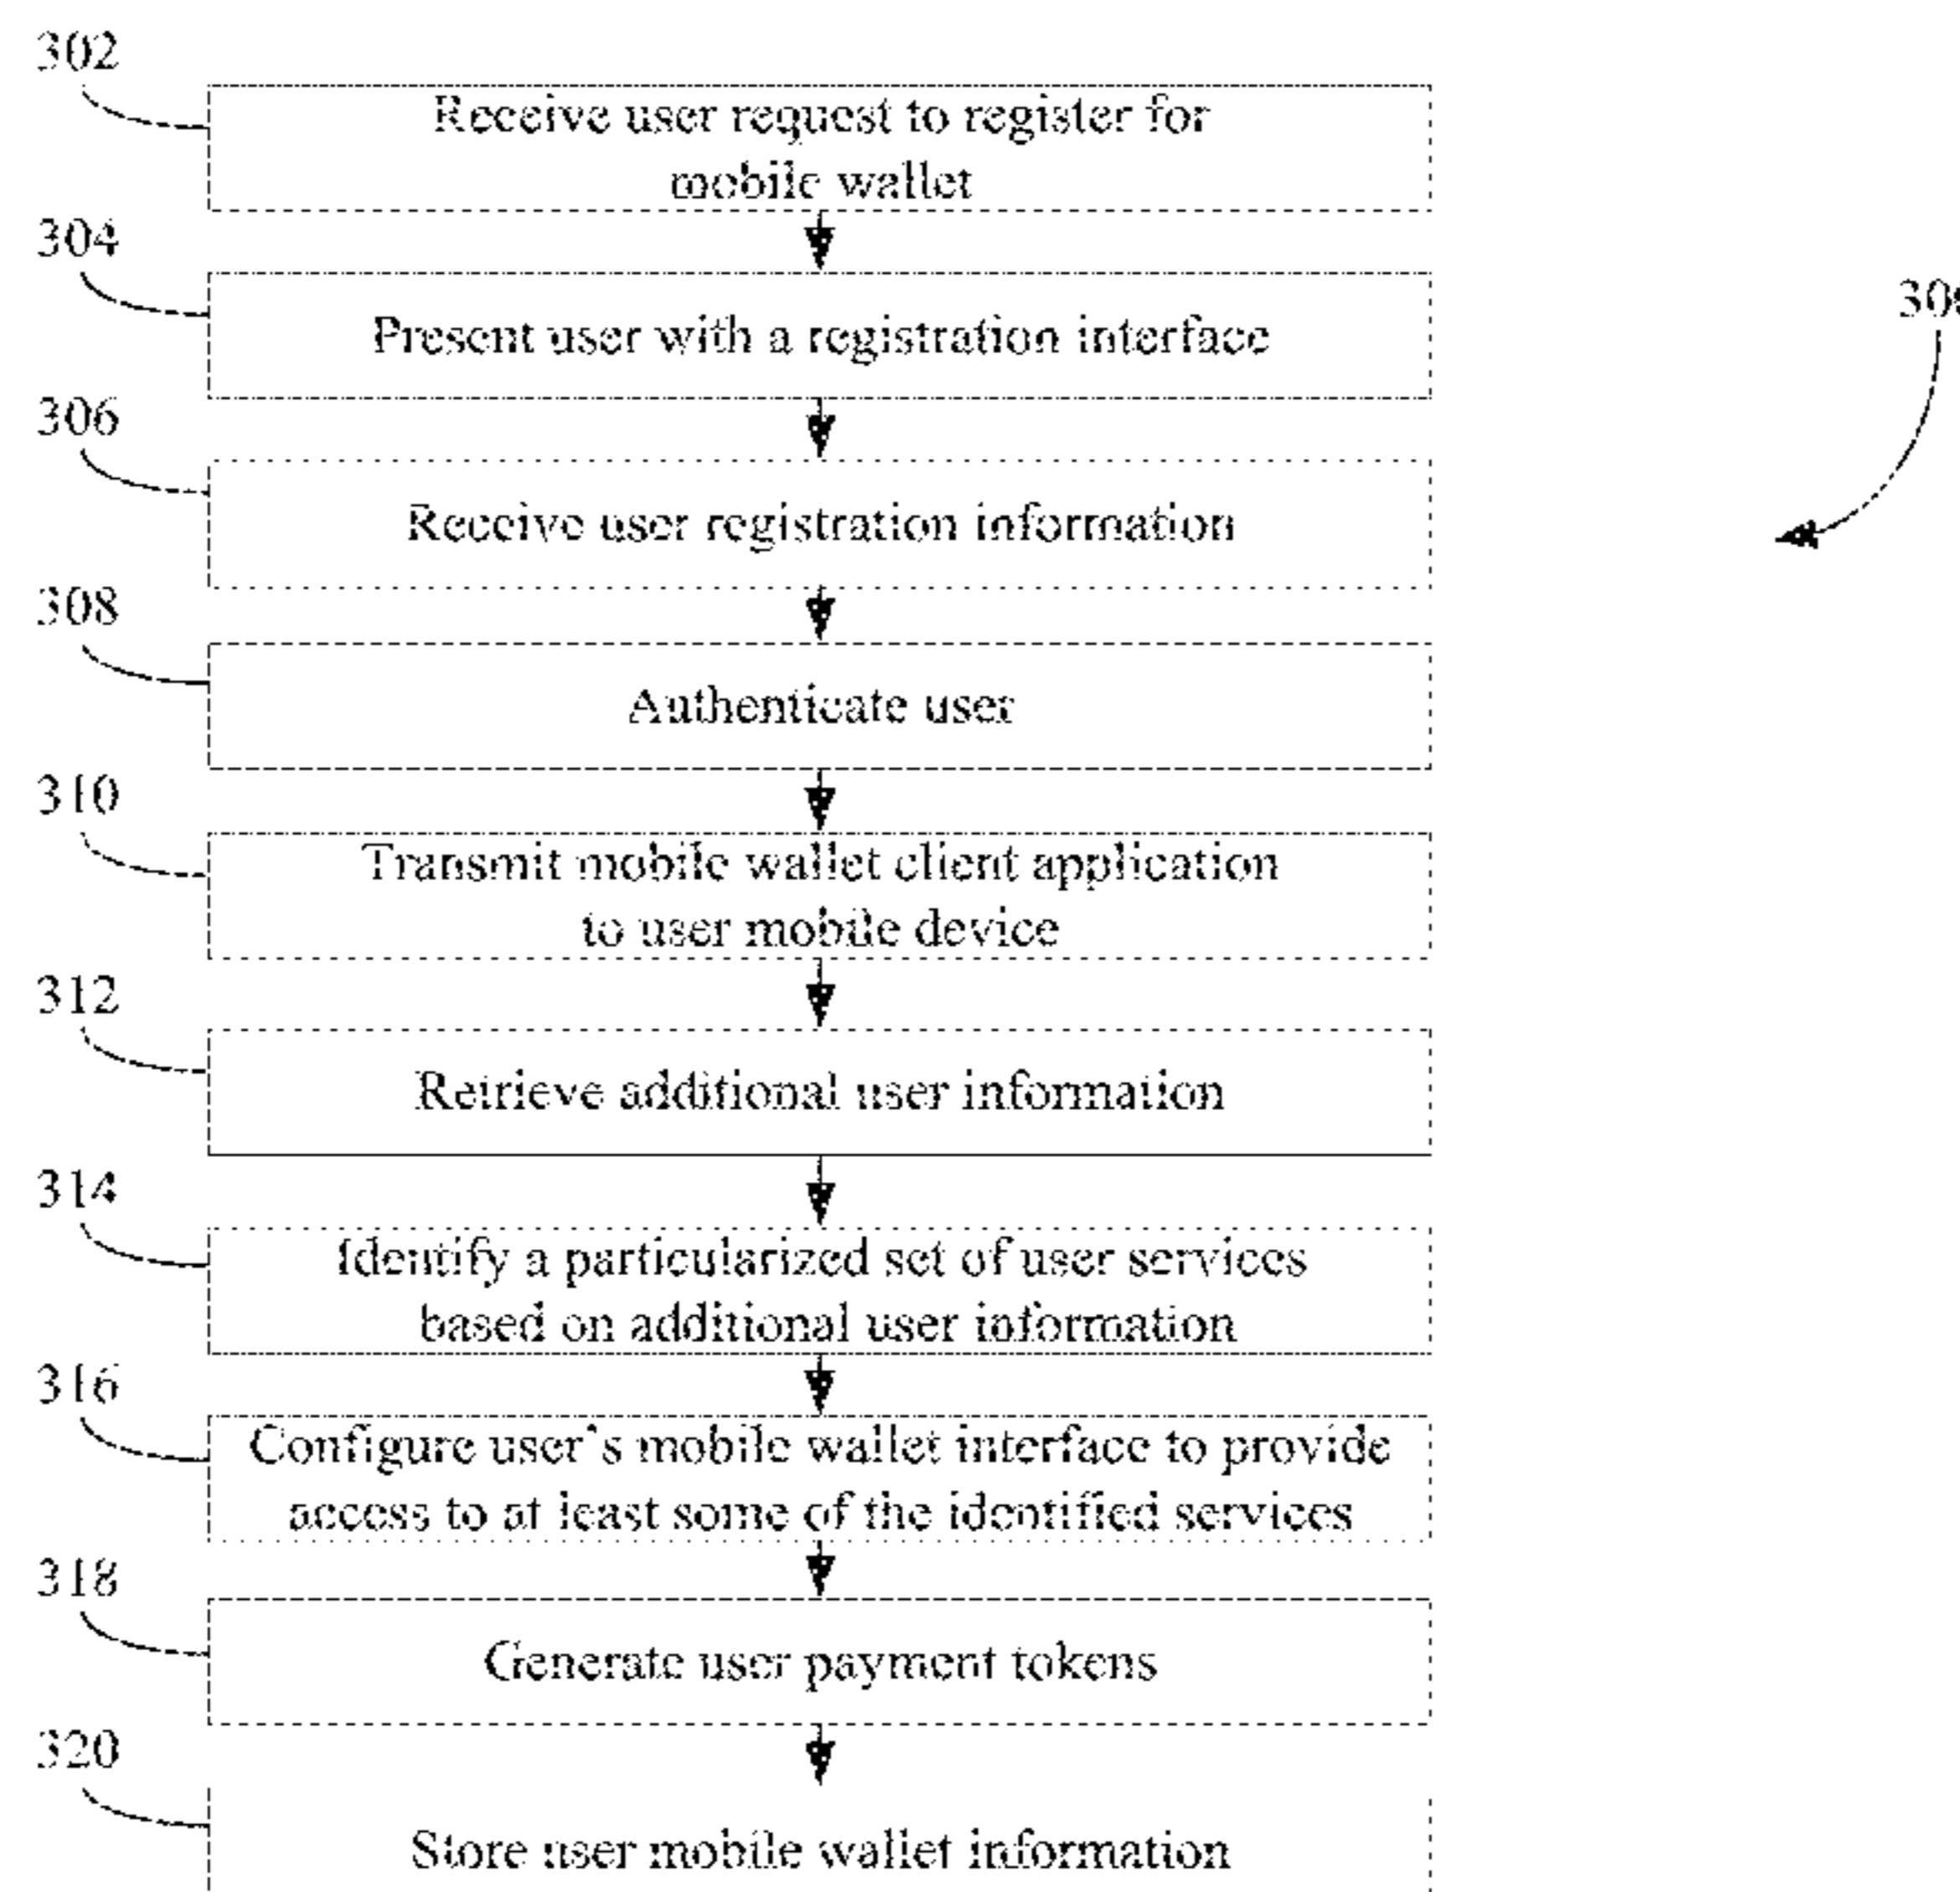 302
Receive user request to register for
mobile wallet
304
Present user with a registration interface
306
Receive user registration information
308
Authenticate user
310
Transmit mobile wallet client application
to user mobile device
312
Retrieve additional user information
314
Identify a particularized set of user services
based on additional user information
316
Configure user's mobile wallet interface to provide
access to at least some of the identified services
318
Generate user payment tokens
320
Store user mobile wallet information